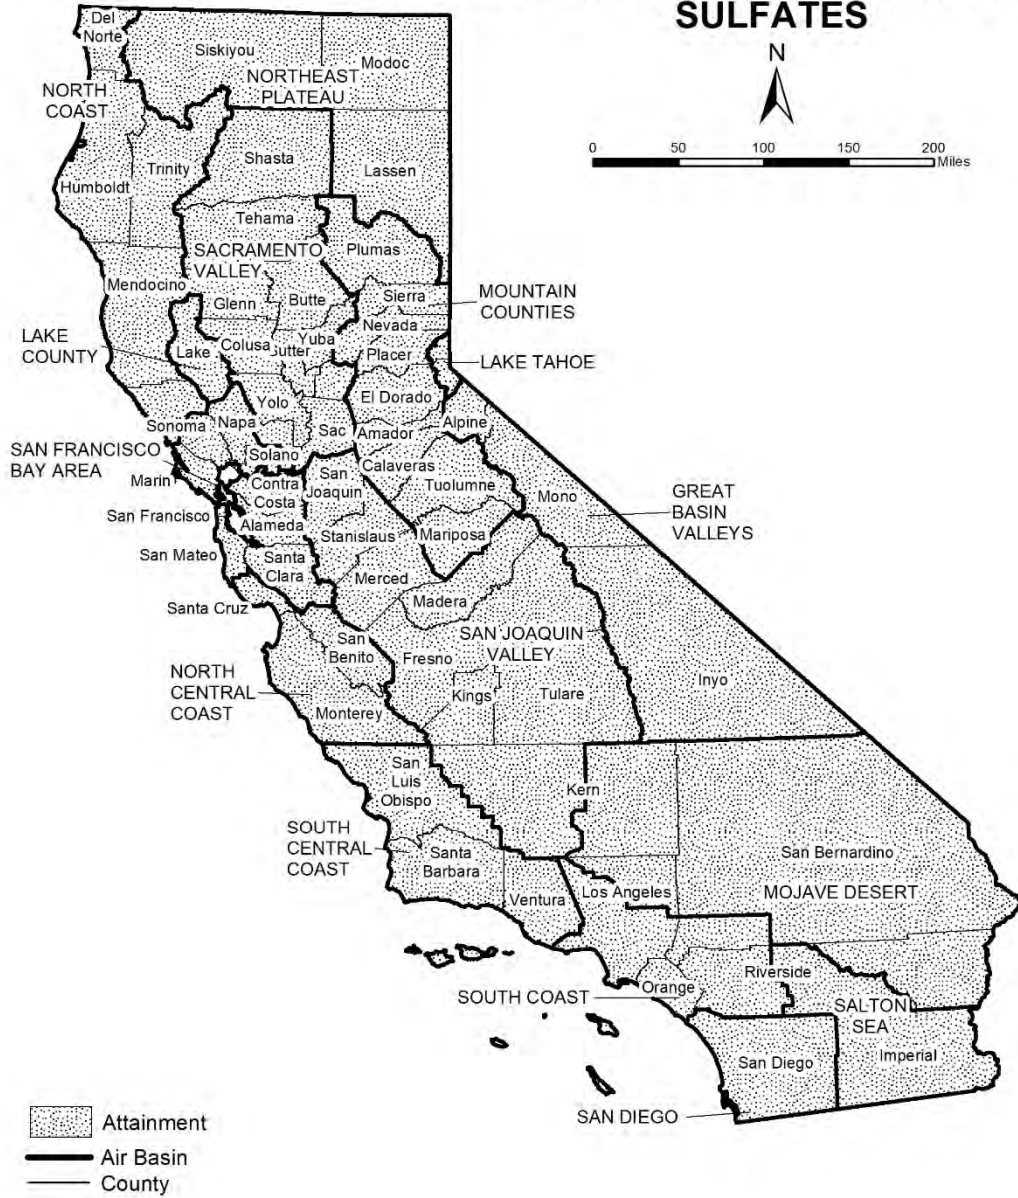 SULFATES
N
0 50 100 150 200
Miles
Del
Norte
Siskiyou
Modoc
NORTHEAST
PLATEAU
NORTH
COAST
Trinity
Shasta
Lassen
Humboldt
Tehama
Plumas
SACRAMENTO
VALLEY
Mendocino
Glenn
Butte
Sierra
MOUNTAIN
COUNTIES
Nevada
LAKE
COUNTY
Lake
Colusa
Yuba
utter
Placer
LAKE TAHOE
Yolo
El Dorado
Sonoma
Napa
Sac
Amador
Alpine
SAN FRANCISCO
BAY AREA
Solano
Calaveras
Marin
Contra
Costa
San
Joaquin
Tuolumne
Mono
GREAT
BASIN
VALLEYS
San Francisco
Alameda
Stanislaus
Mariposa
San Mateo
Santa
Clara
Merced
Santa Cruz
Madera
San
Benito
Fresno
SAN JOAQUIN
VALLEY
NORTH
CENTRAL
COAST
Monterey
Kings
Tulare
Inyo
San
Luis
Obispo
Kern
SOUTH
CENTRAL
COAST
Santa
Barbara
Ventura
Los Angeles
San Bernardino
MOJAVE DESERT
SOUTH COAST
Orange
Riverside
SALTON
SEA
San Diego
Imperial
SAN DIEGO
Attainment
Air Basin
County